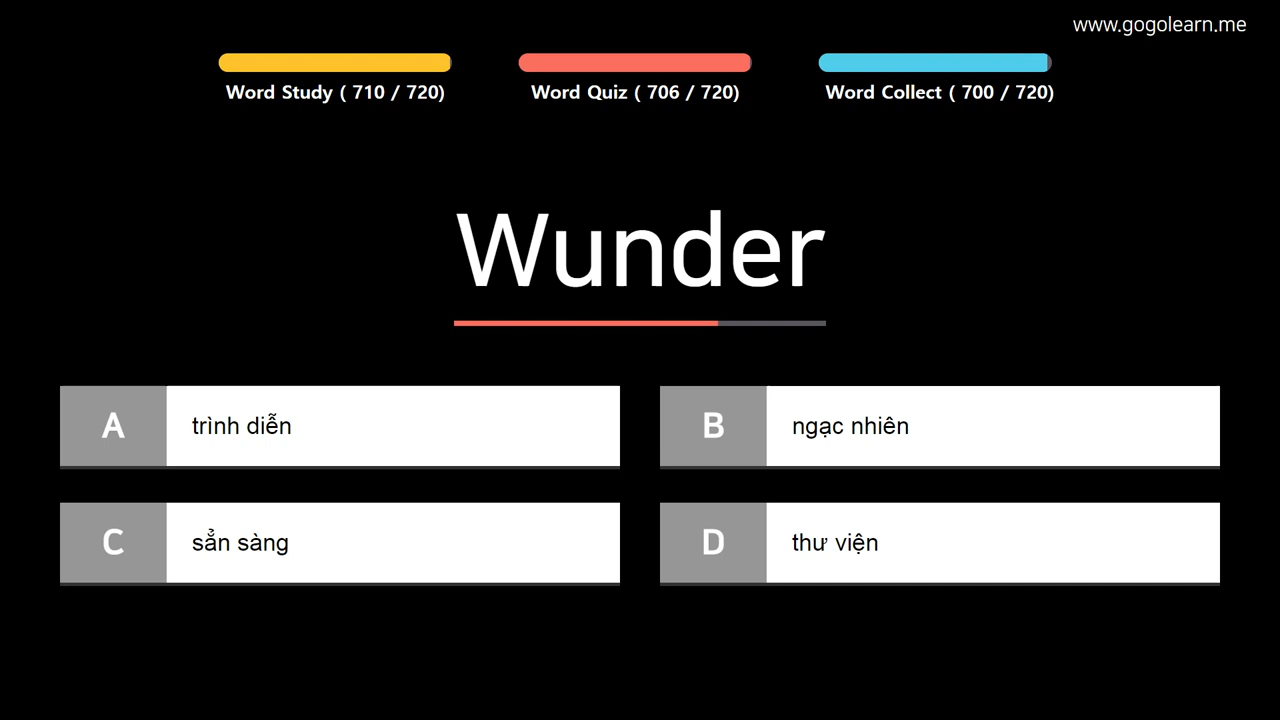 www.gogolearn.me
Word Study ( 710 / 720)
Word Quiz ( 706 / 720)
Word Collect ( 700 / 720)
Wunder
A trình diễn
B ngạc nhiên
C sẳn sàng
D thư viện